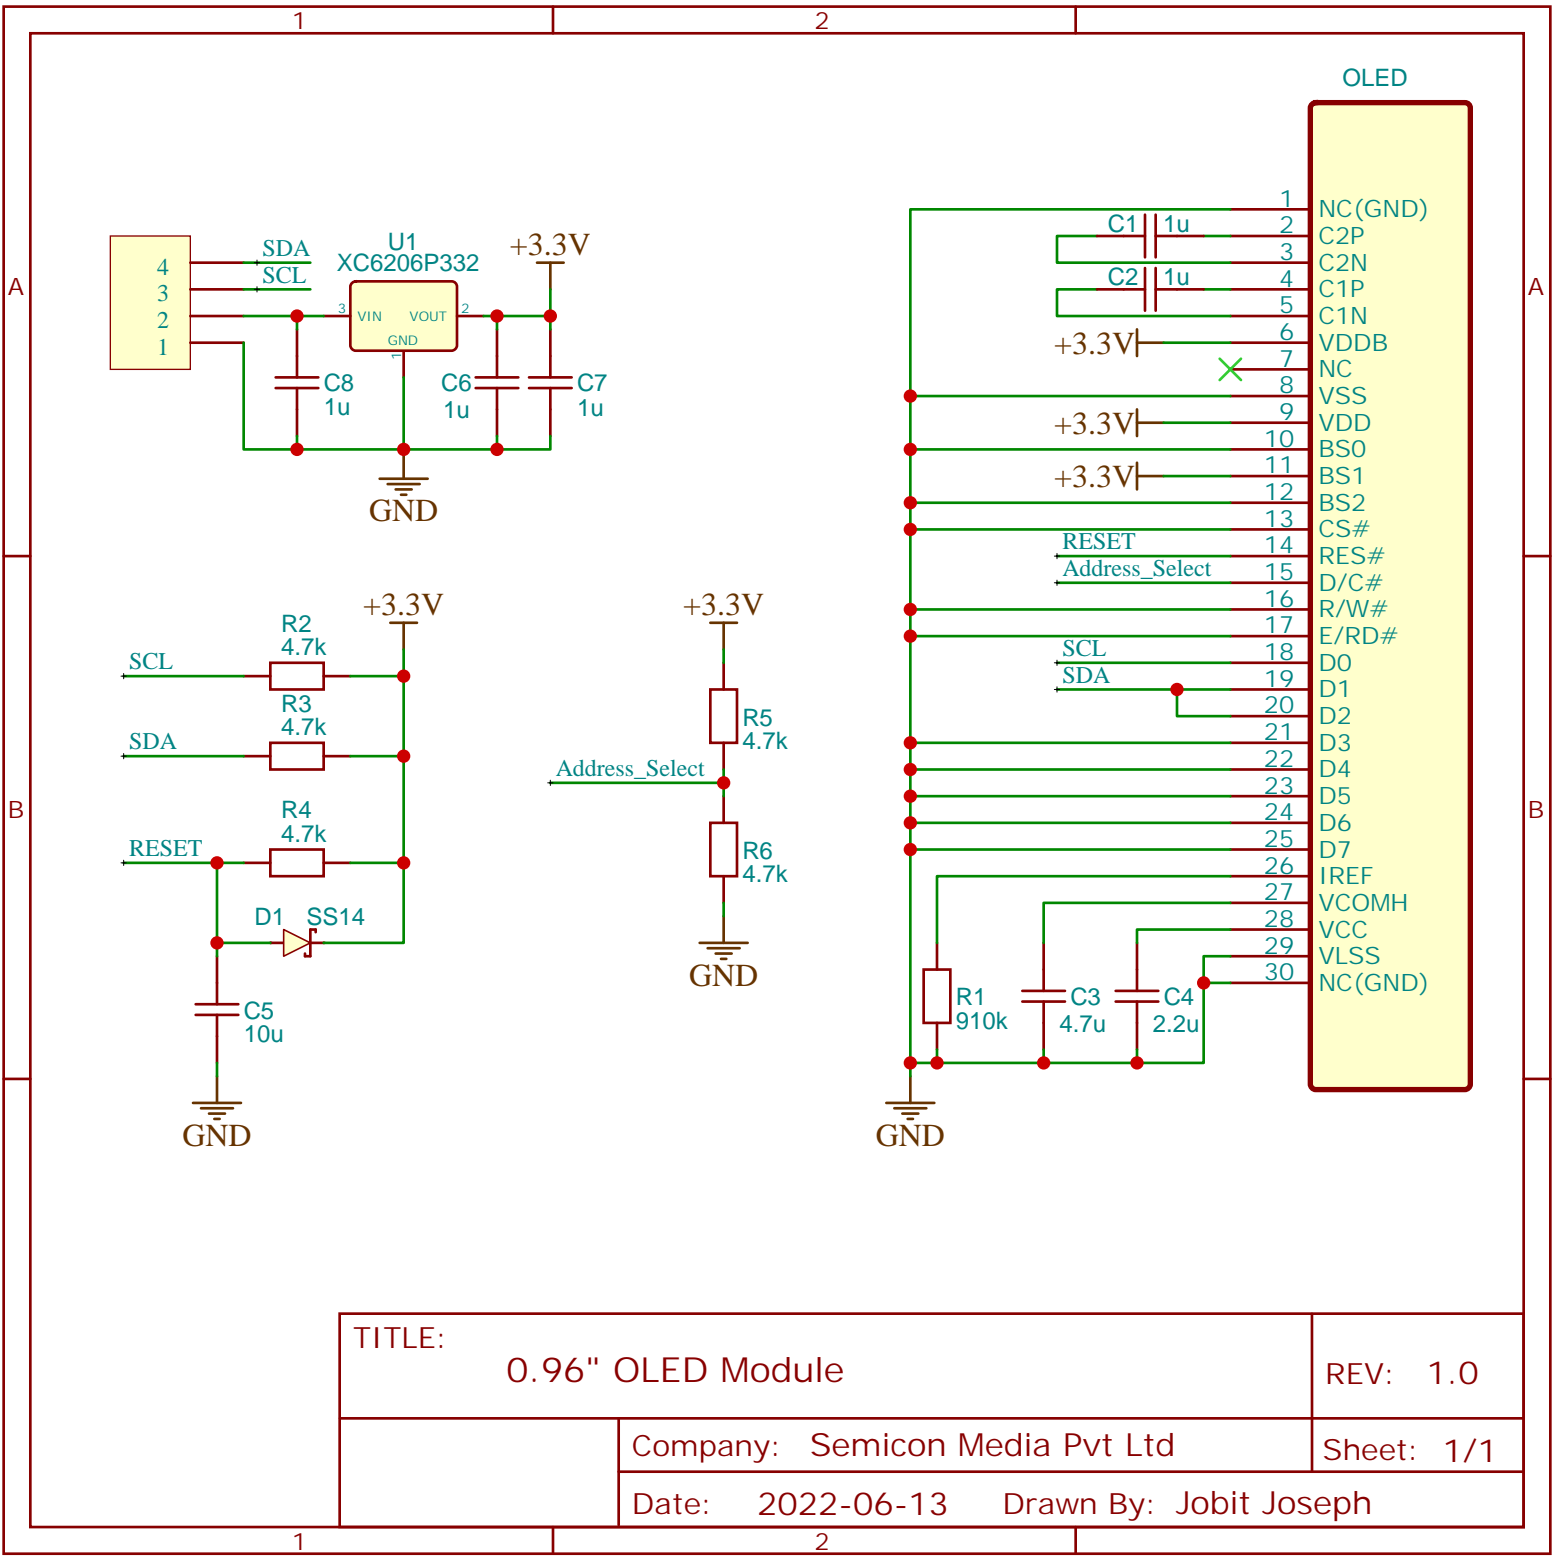 1 2
A A
B B
OLED
1 NC(GND)
2 C2P
3 C2N
4 C1P
5 C1N
6 VDDB
7 NC
8 VSS
9 VDD
10 BS0
11 BS1
12 BS2
13 CS#
14 RES#
15 D/C#
16 R/W#
17 E/RD#
18 D0
19 D1
20 D2
21 D3
22 D4
23 D5
24 D6
25 D7
26 IREF
27 VCOMH
28 VCC
29 VLSS
30 NC(GND)
C1 1u
C2 1u
+3.3V
+3.3V
+3.3V
RESET
Address_Select
SCL
SDA
R1
910k
C3
4.7u
C4
2.2u
GND
4 SDA
3 SCL
2
1
U1
XC6206P332
3 VIN VOUT 2
GND
1
+3.3V
C8
1u
C6
1u
C7
1u
GND
+3.3V
R2
4.7k
SCL
R3
4.7k
SDA
R4
4.7k
RESET
D1 SS14
C5
10u
GND
+3.3V
R5
4.7k
Address_Select
R6
4.7k
GND
TITLE:
0.96" OLED Module
REV: 1.0
Company: Semicon Media Pvt Ltd
Sheet: 1/1
Date: 2022-06-13 Drawn By: Jobit Joseph
1 2